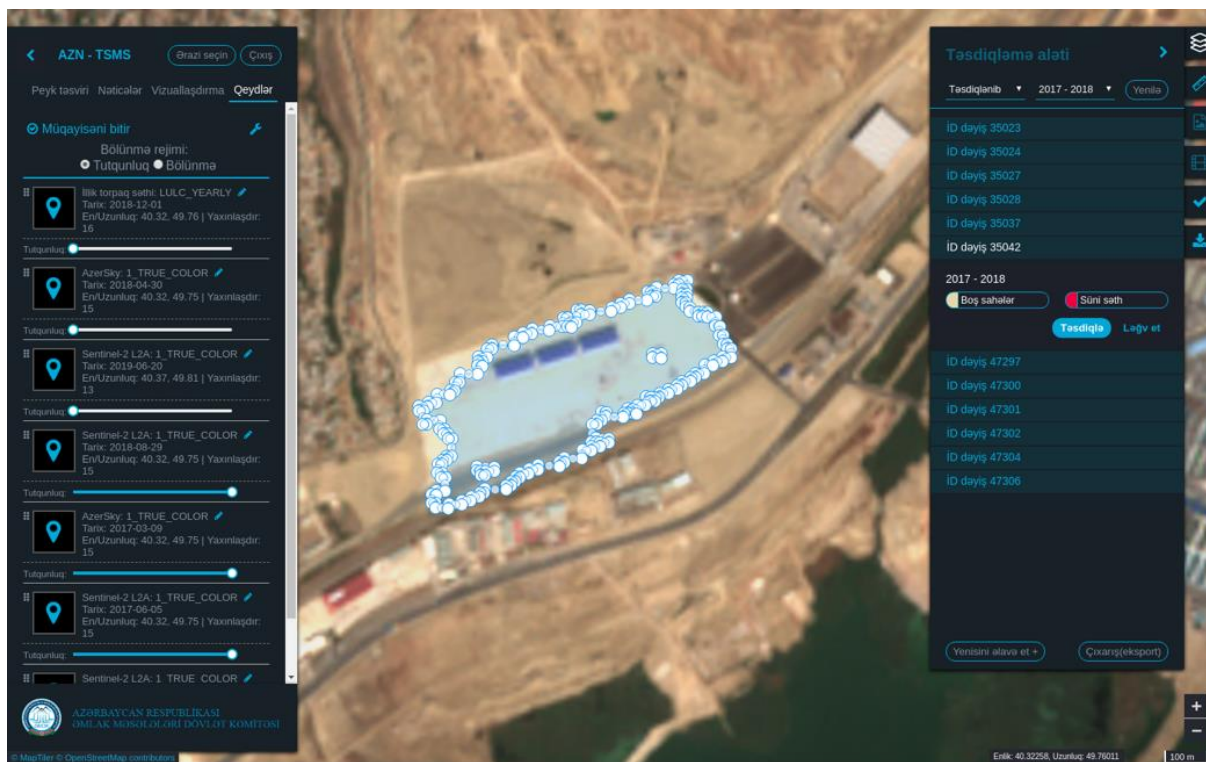 AZN - TSMS
Ərazi seçin
Çıxış
Peyk təsviri Nəticələr Vizuallaşdırma Qeydlər
Müqayisəni bitir
Bölünmə rejimi:
Tutqunluq Bölünmə
İllik torpaq səthi: LULC_YEARLY
Tarix: 2018-12-01
En/Uzunluq: 40.32, 49.76 | Yaxınlaşdır:
16
Tutqunluq:
AzerSky: 1_TRUE_COLOR
Tarix: 2018-04-30
En/Uzunluq: 40.32, 49.75 | Yaxınlaşdır:
15
Tutqunluq:
Sentinel-2 L2A: 1_TRUE_COLOR
Tarix: 2019-06-20
En/Uzunluq: 40.37, 49.81 | Yaxınlaşdır:
13
Tutqunluq:
Sentinel-2 L2A: 1_TRUE_COLOR
Tarix: 2018-08-29
En/Uzunluq: 40.32, 49.75 | Yaxınlaşdır:
15
Tutqunluq:
AzerSky: 1_TRUE_COLOR
Tarix: 2017-03-09
En/Uzunluq: 40.32, 49.75 | Yaxınlaşdır:
15
Tutqunluq:
Sentinel-2 L2A: 1_TRUE_COLOR
Tarix: 2017-06-05
En/Uzunluq: 40.32, 49.75 | Yaxınlaşdır:
15
Tutqunluq:
Sentinel-2 L2A: 1_TRUE_COLOR
AZƏRBAYCAN RESPUBLİKASI
ƏMLAK MƏSƏLƏLƏRİ DÖVLƏT KOMİTƏSİ
© MapTiler © OpenStreetMap contributors
Təsdiqləmə aləti
Təsdiqlənib 2017 - 2018 Yenilə
İD dəyiş 35023
İD dəyiş 35024
İD dəyiş 35027
İD dəyiş 35028
İD dəyiş 35037
İD dəyiş 35042
2017 - 2018
Boş sahələr Süni səth
Təsdiqlə Ləğv et
İD dəyiş 47297
İD dəyiş 47300
İD dəyiş 47301
İD dəyiş 47302
İD dəyiş 47304
İD dəyiş 47306
Yenisini əlavə et + Çıxarış(eksport)
+
−
Enlik: 40.32258, Uzunluq: 49.76011
100 m